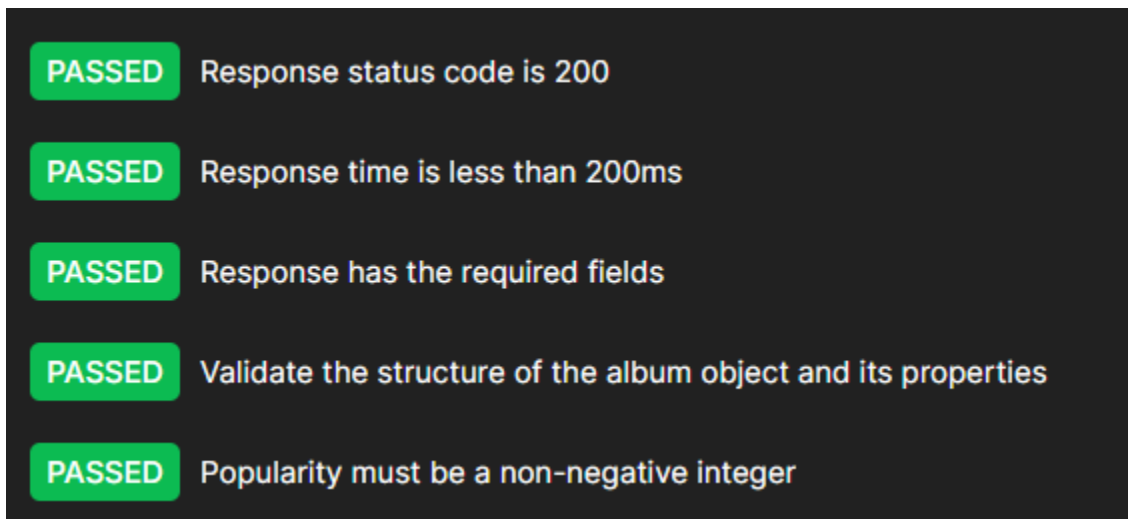 PASSED Response status code is 200
PASSED Response time is less than 200ms
PASSED Response has the required fields
PASSED Validate the structure of the album object and its properties
PASSED Popularity must be a non-negative integer